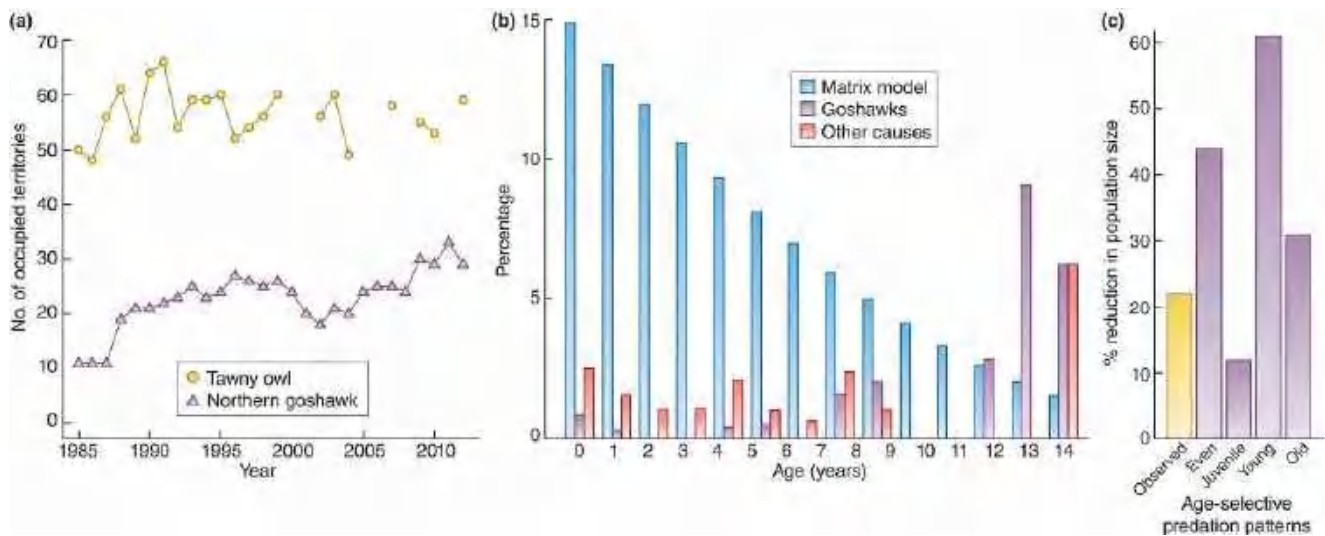 (a)
70
60
50
40
30
20
10
0
No. of occupied territories
1985 1990 1995 2000 2005 2010
Year
Tawny owl
Northern goshawk
(b)
15
10
5
0
Percentage
Matrix model
Goshawks
Other causes
0 1 2 3 4 5 6 7 8 9 10 11 12 13 14
Age (years)
(c)
60
50
40
30
20
10
0
% reduction in population size
Observed
Even
Juvenile
Young
Old
Age-selective
predation patterns